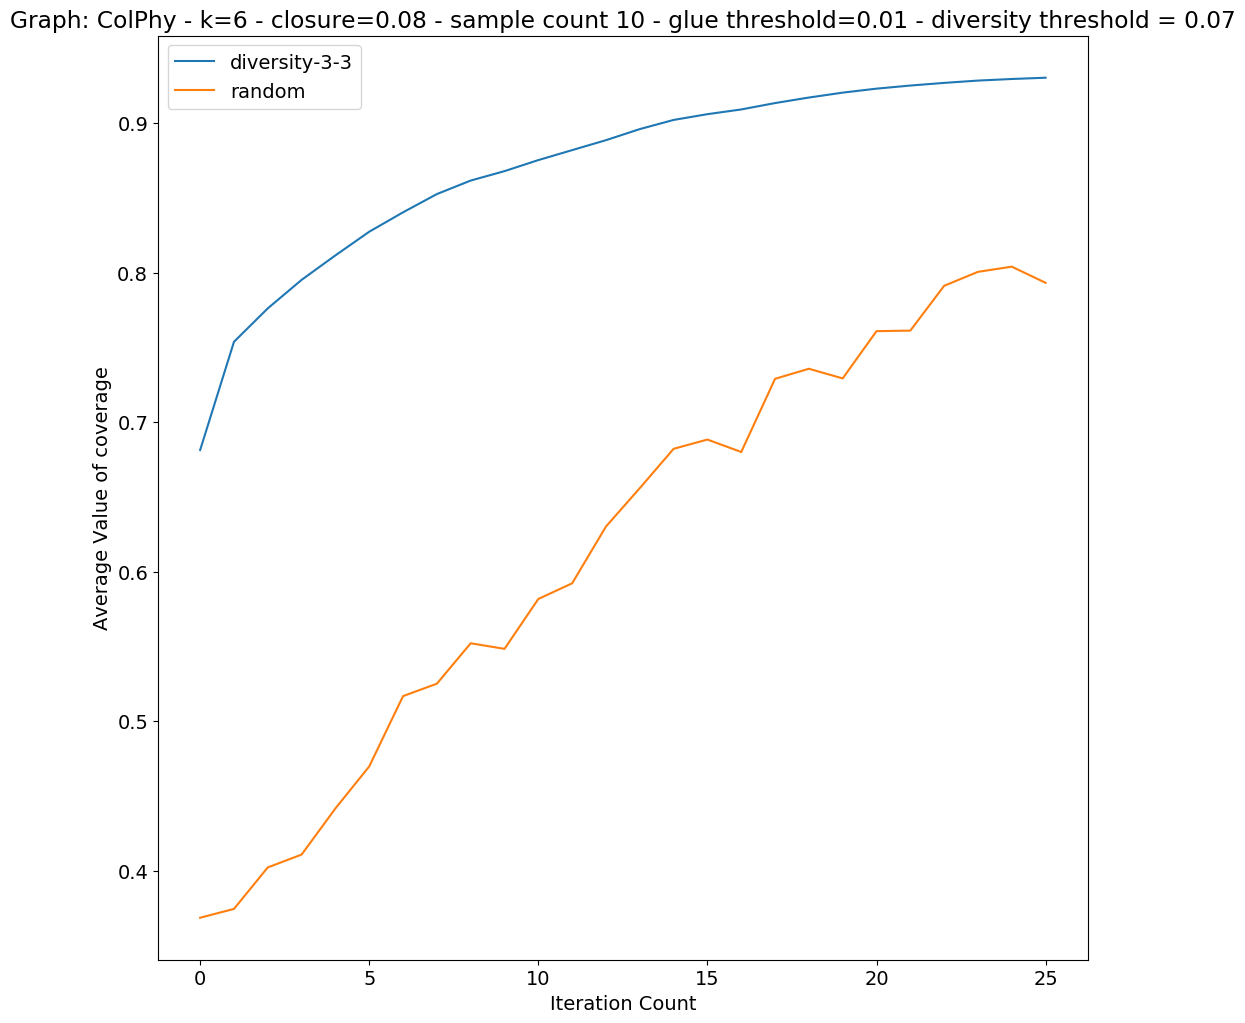 Graph: ColPhy - k=6 - closure=0.08 - sample count 10 - glue threshold=0.01 - diversity threshold = 0.07
diversity-3-3
random
0.9
0.8
0.7
0.6
0.5
0.4
Average Value of coverage
0 5 10 15 20 25
Iteration Count